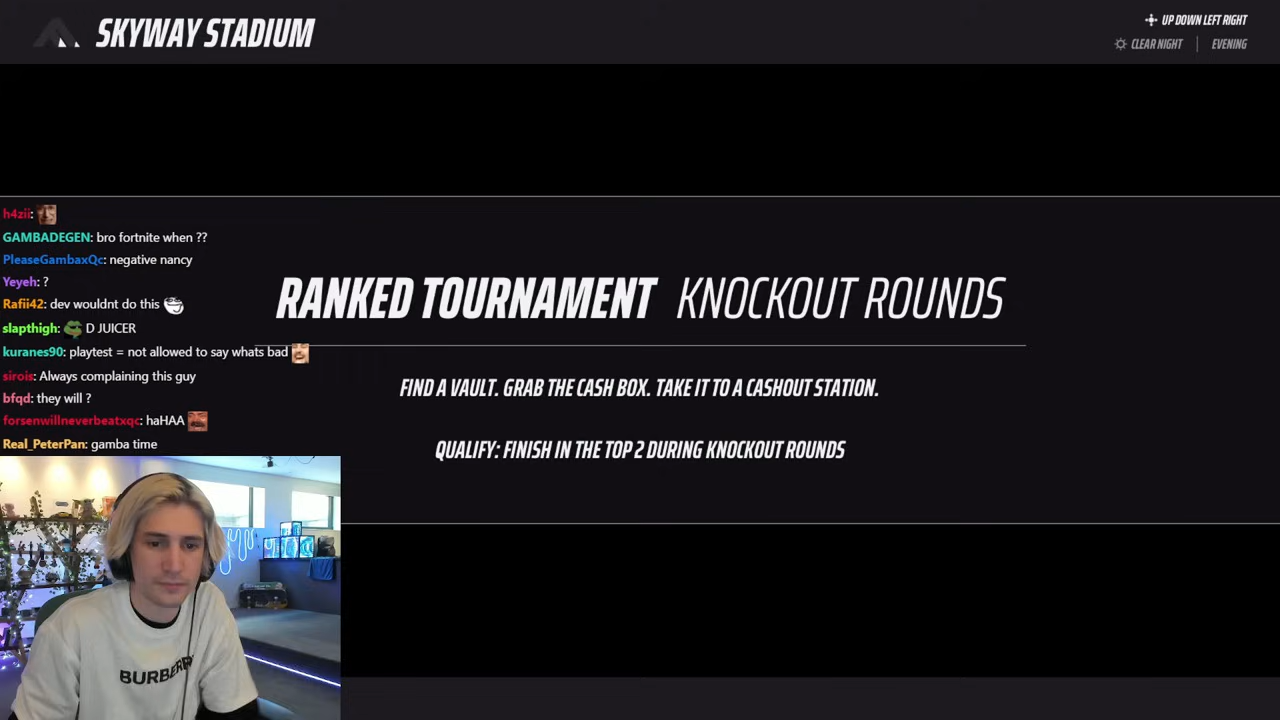 SKYWAY STADIUM
UP DOWN LEFT RIGHT
CLEAR NIGHT | EVENING
h4zii:
GAMBADEGEN: bro fortnite when ??
PleaseGambaxQc: negative nancy
Yeyeh: ?
Rafii42: dev wouldnt do this
slapthigh: D JUICER
kuranes90: playtest = not allowed to say whats bad
sirois: Always complaining this guy
bfqd: they will ?
forsenwillneverbeatxqc: haHAA
Real_PeterPan: gamba time
RANKED TOURNAMENT KNOCKOUT ROUNDS
FIND A VAULT. GRAB THE CASH BOX. TAKE IT TO A CASHOUT STATION.
QUALIFY: FINISH IN THE TOP 2 DURING KNOCKOUT ROUNDS
BURBERRY